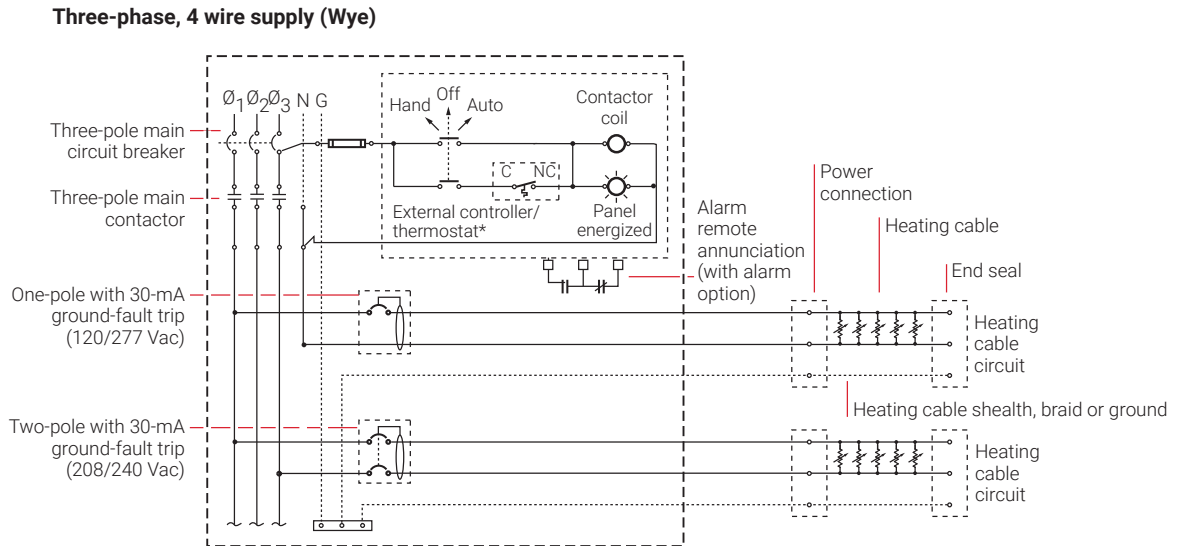 Three-phase, 4 wire supply (Wye)
Ø1 Ø2 Ø3 N G
Hand
Off
Auto
Contactor
coil
Three-pole main
circuit breaker
C NC
Three-pole main
contactor
External controller/
thermostat*
Panel
energized
Alarm
remote
annunciation
(with alarm
option)
Power
connection
Heating cable
End seal
One-pole with 30-mA
ground-fault trip
(120/277 Vac)
Heating
cable
circuit
Heating cable shealth, braid or ground
Two-pole with 30-mA
ground-fault trip
(208/240 Vac)
Heating
cable
circuit